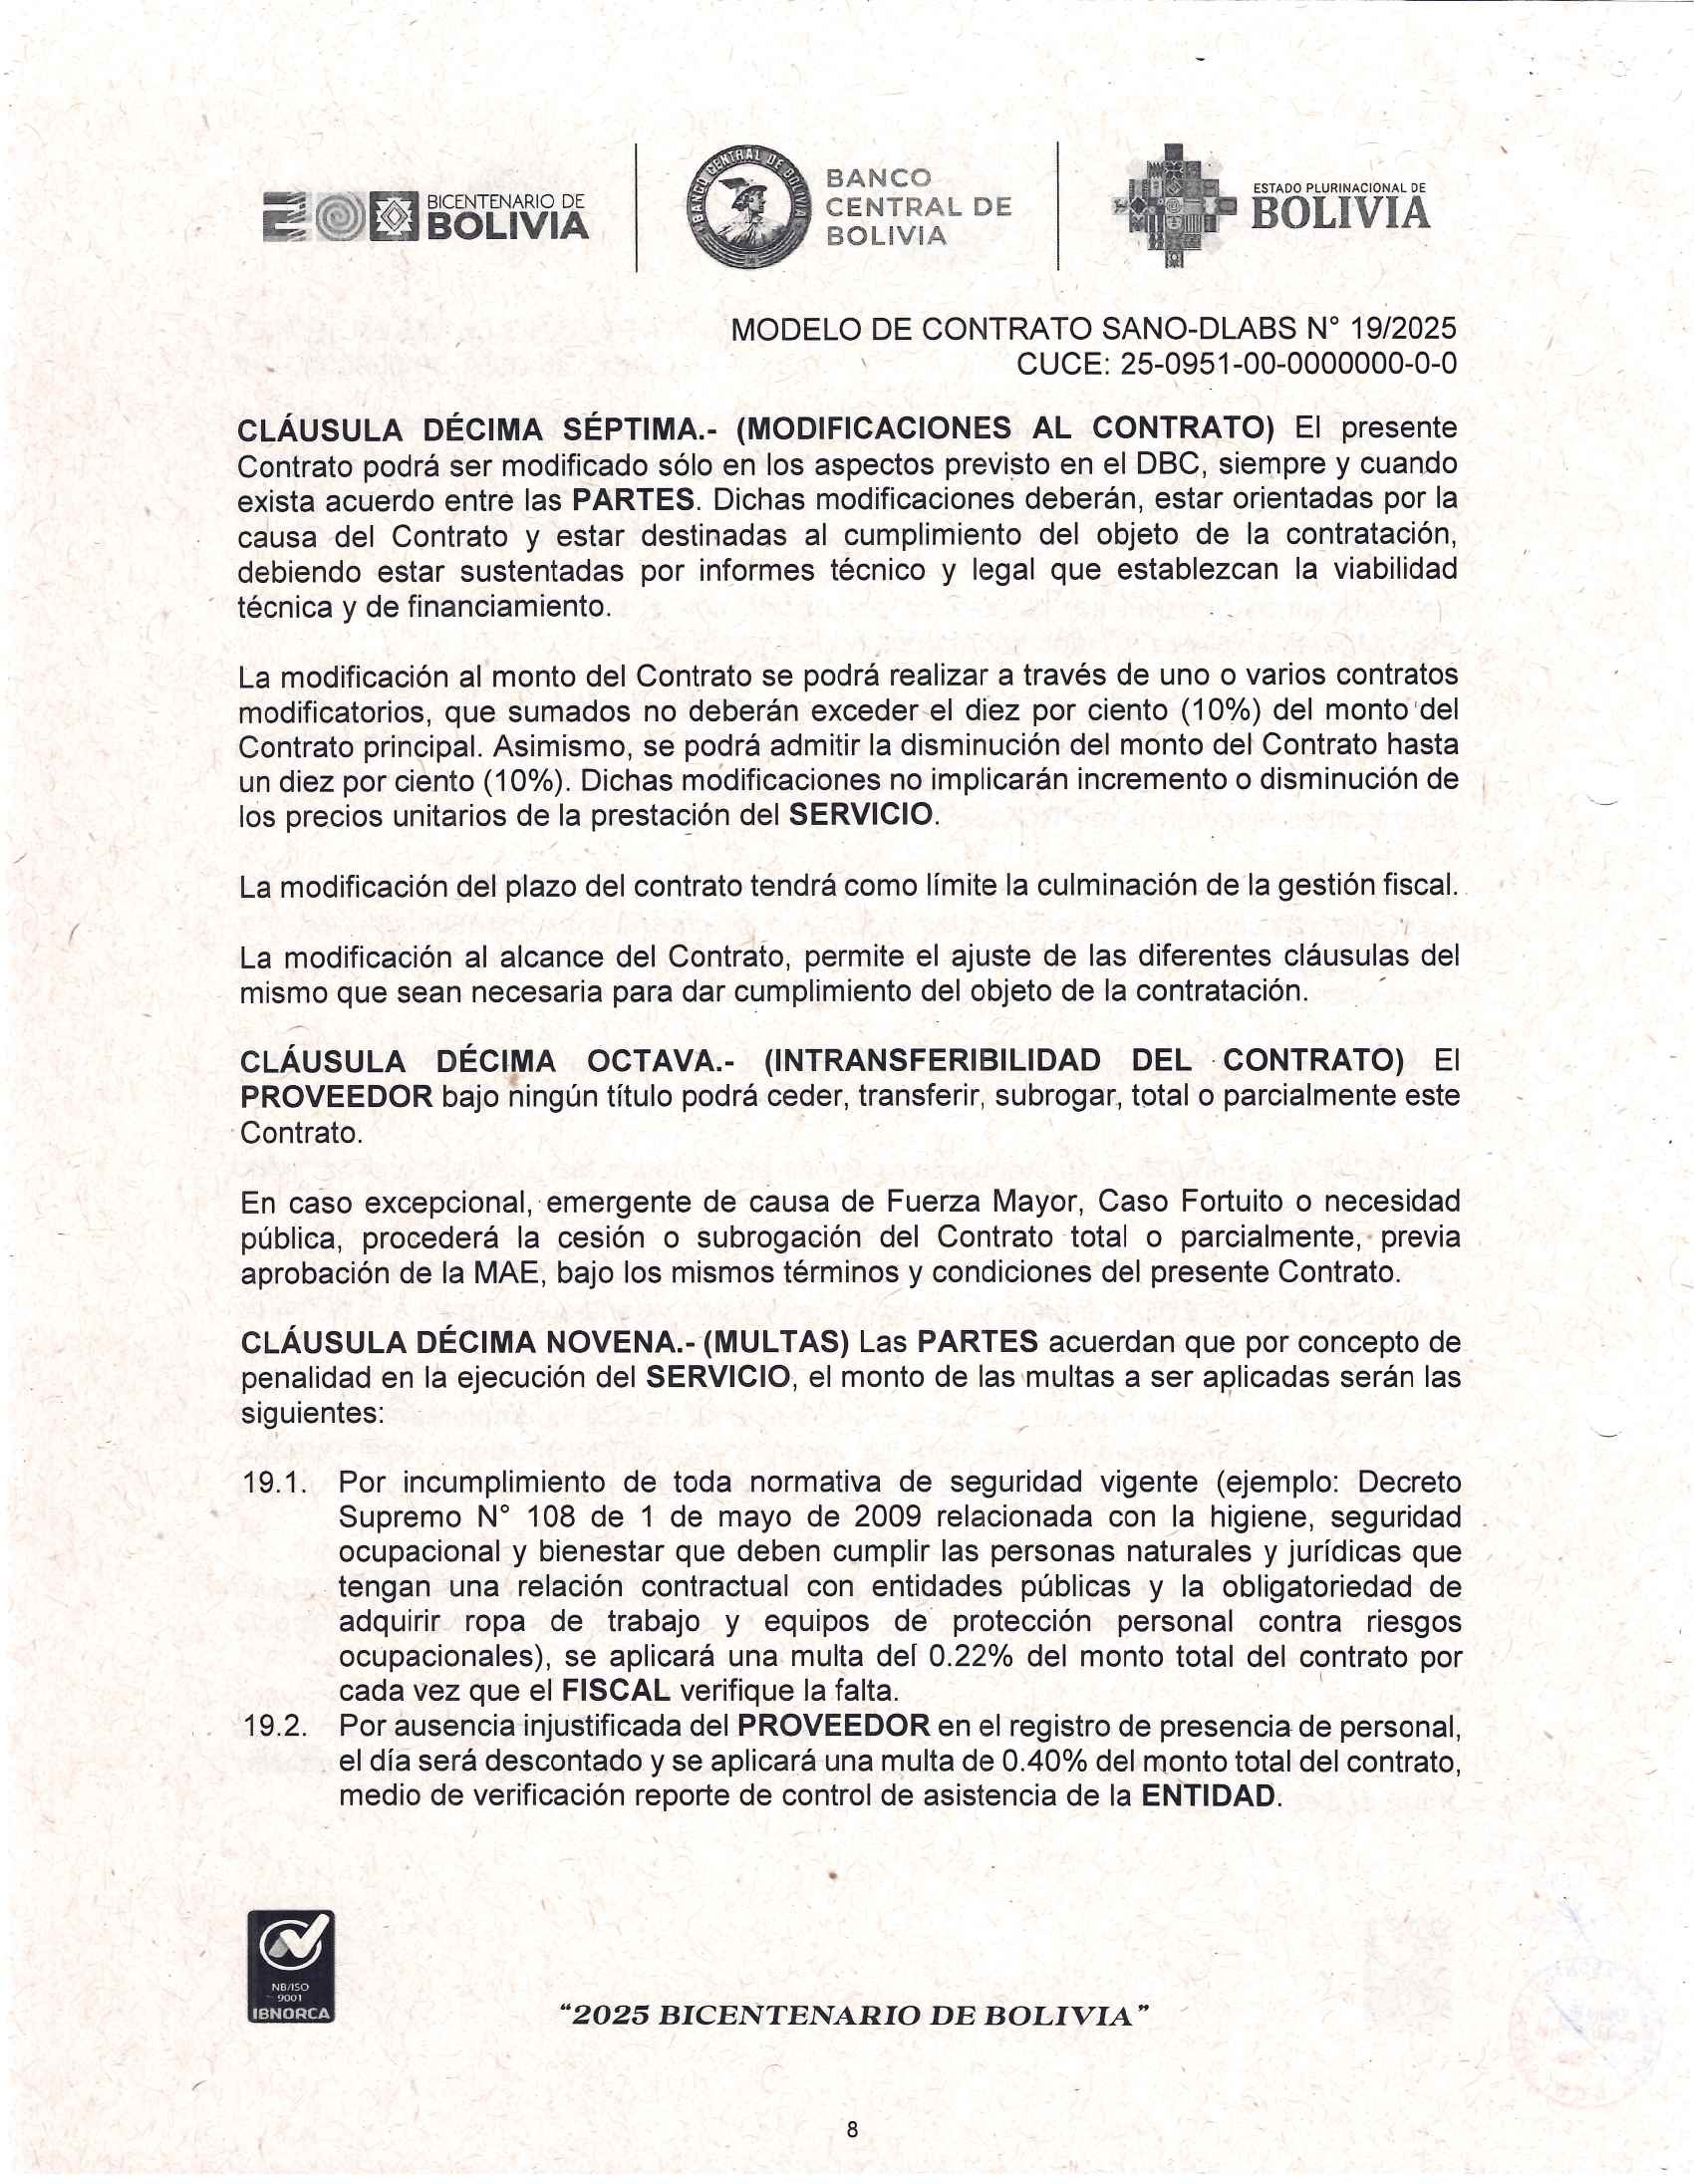 BICENTENARIO DE
BOLIVIA
BANCO CENTRAL DE BOLIVIA
BANCO
CENTRAL DE
BOLIVIA
ESTADO PLURINACIONAL DE
BOLIVIA
MODELO DE CONTRATO SANO-DLABS N° 19/2025
CUCE: 25-0951-00-0000000-0-0
CLÁUSULA DÉCIMA SÉPTIMA.- (MODIFICACIONES AL CONTRATO) El presente
Contrato podrá ser modificado sólo en los aspectos previsto en el DBC, siempre y cuando
exista acuerdo entre las PARTES. Dichas modificaciones deberán, estar orientadas por la
causa del Contrato y estar destinadas al cumplimiento del objeto de la contratación,
debiendo estar sustentadas por informes técnico y legal que establezcan la viabilidad
técnica y de financiamiento.
La modificación al monto del Contrato se podrá realizar a través de uno o varios contratos
modificatorios, que sumados no deberán exceder el diez por ciento (10%) del monto del
Contrato principal. Asimismo, se podrá admitir la disminución del monto del Contrato hasta
un diez por ciento (10%). Dichas modificaciones no implicarán incremento o disminución de
los precios unitarios de la prestación del SERVICIO.
La modificación del plazo del contrato tendrá como límite la culminación de la gestión fiscal.
La modificación al alcance del Contrato, permite el ajuste de las diferentes cláusulas del
mismo que sean necesaria para dar cumplimiento del objeto de la contratación.
CLÁUSULA DÉCIMA OCTAVA.- (INTRANSFERIBILIDAD DEL CONTRATO) El
PROVEEDOR bajo ningún título podrá ceder, transferir, subrogar, total o parcialmente este
Contrato.
En caso excepcional, emergente de causa de Fuerza Mayor, Caso Fortuito o necesidad
pública, procederá la cesión o subrogación del Contrato total o parcialmente, previa
aprobación de la MAE, bajo los mismos términos y condiciones del presente Contrato.
CLÁUSULA DÉCIMA NOVENA.- (MULTAS) Las PARTES acuerdan que por concepto de
penalidad en la ejecución del SERVICIO, el monto de las multas a ser aplicadas serán las
siguientes:
19.1. Por incumplimiento de toda normativa de seguridad vigente (ejemplo: Decreto
Supremo N° 108 de 1 de mayo de 2009 relacionada con la higiene, seguridad
ocupacional y bienestar que deben cumplir las personas naturales y jurídicas que
tengan una relación contractual con entidades públicas y la obligatoriedad de
adquirir ropa de trabajo y equipos de protección personal contra riesgos
ocupacionales), se aplicará una multa del 0.22% del monto total del contrato por
cada vez que el FISCAL verifique la falta.
19.2. Por ausencia injustificada del PROVEEDOR en el registro de presencia de personal,
el día será descontado y se aplicará una multa de 0.40% del monto total del contrato,
medio de verificación reporte de control de asistencia de la ENTIDAD.
NB/ISO
9001
IBNORCA
“2025 BICENTENARIO DE BOLIVIA”
8